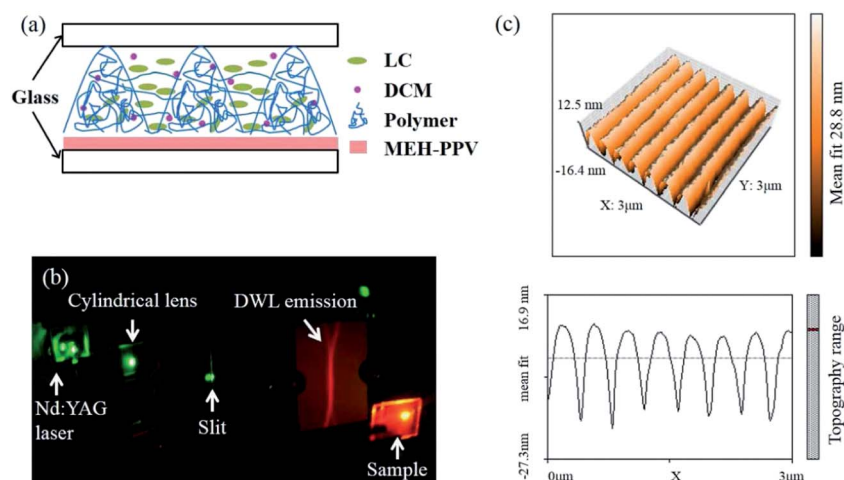 (a)
Glass
LC
DCM
Polymer
MEH-PPV
(b)
Cylindrical lens
DWL emission
Nd:YAG
laser
Slit
Sample
(c)
12.5 nm
-16.4 nm
X: 3μm
Y: 3μm
Mean fit 28.8 nm
16.9 nm
mean fit
-27.3nm
0μm
X
3μm
Topography range